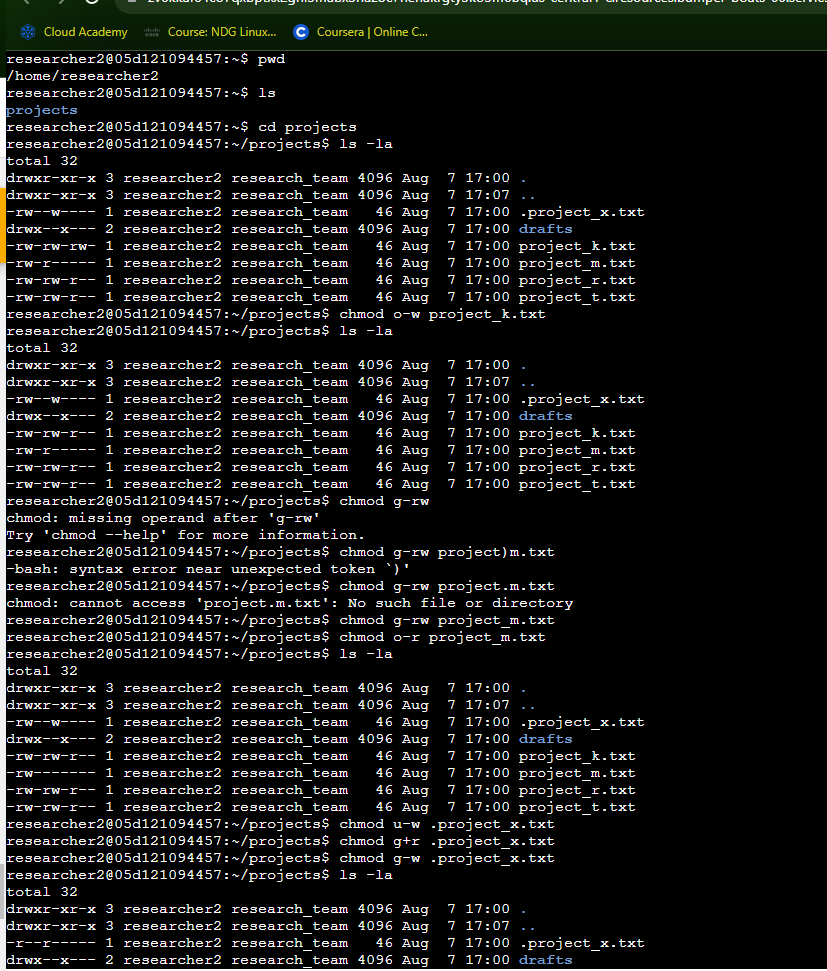 Cloud Academy Course: NDG Linux... Coursera | Online C...
researcher2@05d121094457:~$ pwd
/home/researcher2
researcher2@05d121094457:~$ ls
projects
researcher2@05d121094457:~$ cd projects
researcher2@05d121094457:~/projects$ ls -la
total 32
drwxr-xr-x 3 researcher2 research_team 4096 Aug  7 17:00 .
drwxr-xr-x 3 researcher2 research_team 4096 Aug  7 17:07 ..
-rw--w---- 1 researcher2 research_team   46 Aug  7 17:00 .project_x.txt
drwx--x--- 2 researcher2 research_team 4096 Aug  7 17:00 drafts
-rw-rw-rw- 1 researcher2 research_team   46 Aug  7 17:00 project_k.txt
-rw-r----- 1 researcher2 research_team   46 Aug  7 17:00 project_m.txt
-rw-rw-r-- 1 researcher2 research_team   46 Aug  7 17:00 project_r.txt
-rw-rw-r-- 1 researcher2 research_team   46 Aug  7 17:00 project_t.txt
researcher2@05d121094457:~/projects$ chmod o-w project_k.txt
researcher2@05d121094457:~/projects$ ls -la
total 32
drwxr-xr-x 3 researcher2 research_team 4096 Aug  7 17:00 .
drwxr-xr-x 3 researcher2 research_team 4096 Aug  7 17:07 ..
-rw--w---- 1 researcher2 research_team   46 Aug  7 17:00 .project_x.txt
drwx--x--- 2 researcher2 research_team 4096 Aug  7 17:00 drafts
-rw-rw-r-- 1 researcher2 research_team   46 Aug  7 17:00 project_k.txt
-rw-r----- 1 researcher2 research_team   46 Aug  7 17:00 project_m.txt
-rw-rw-r-- 1 researcher2 research_team   46 Aug  7 17:00 project_r.txt
-rw-rw-r-- 1 researcher2 research_team   46 Aug  7 17:00 project_t.txt
researcher2@05d121094457:~/projects$ chmod g-rw
chmod: missing operand after 'g-rw'
Try 'chmod --help' for more information.
researcher2@05d121094457:~/projects$ chmod g-rw project)m.txt
-bash: syntax error near unexpected token `)'
researcher2@05d121094457:~/projects$ chmod g-rw project.m.txt
chmod: cannot access 'project.m.txt': No such file or directory
researcher2@05d121094457:~/projects$ chmod g-rw project_m.txt
researcher2@05d121094457:~/projects$ chmod o-r project_m.txt
researcher2@05d121094457:~/projects$ ls -la
total 32
drwxr-xr-x 3 researcher2 research_team 4096 Aug  7 17:00 .
drwxr-xr-x 3 researcher2 research_team 4096 Aug  7 17:07 ..
-rw--w---- 1 researcher2 research_team   46 Aug  7 17:00 .project_x.txt
drwx--x--- 2 researcher2 research_team 4096 Aug  7 17:00 drafts
-rw-rw-r-- 1 researcher2 research_team   46 Aug  7 17:00 project_k.txt
-rw------- 1 researcher2 research_team   46 Aug  7 17:00 project_m.txt
-rw-rw-r-- 1 researcher2 research_team   46 Aug  7 17:00 project_r.txt
-rw-rw-r-- 1 researcher2 research_team   46 Aug  7 17:00 project_t.txt
researcher2@05d121094457:~/projects$ chmod u-w .project_x.txt
researcher2@05d121094457:~/projects$ chmod g+r .project_x.txt
researcher2@05d121094457:~/projects$ chmod g-w .project_x.txt
researcher2@05d121094457:~/projects$ ls -la
total 32
drwxr-xr-x 3 researcher2 research_team 4096 Aug  7 17:00 .
drwxr-xr-x 3 researcher2 research_team 4096 Aug  7 17:07 ..
-r--r----- 1 researcher2 research_team   46 Aug  7 17:00 .project_x.txt
drwx--x--- 2 researcher2 research_team 4096 Aug  7 17:00 drafts